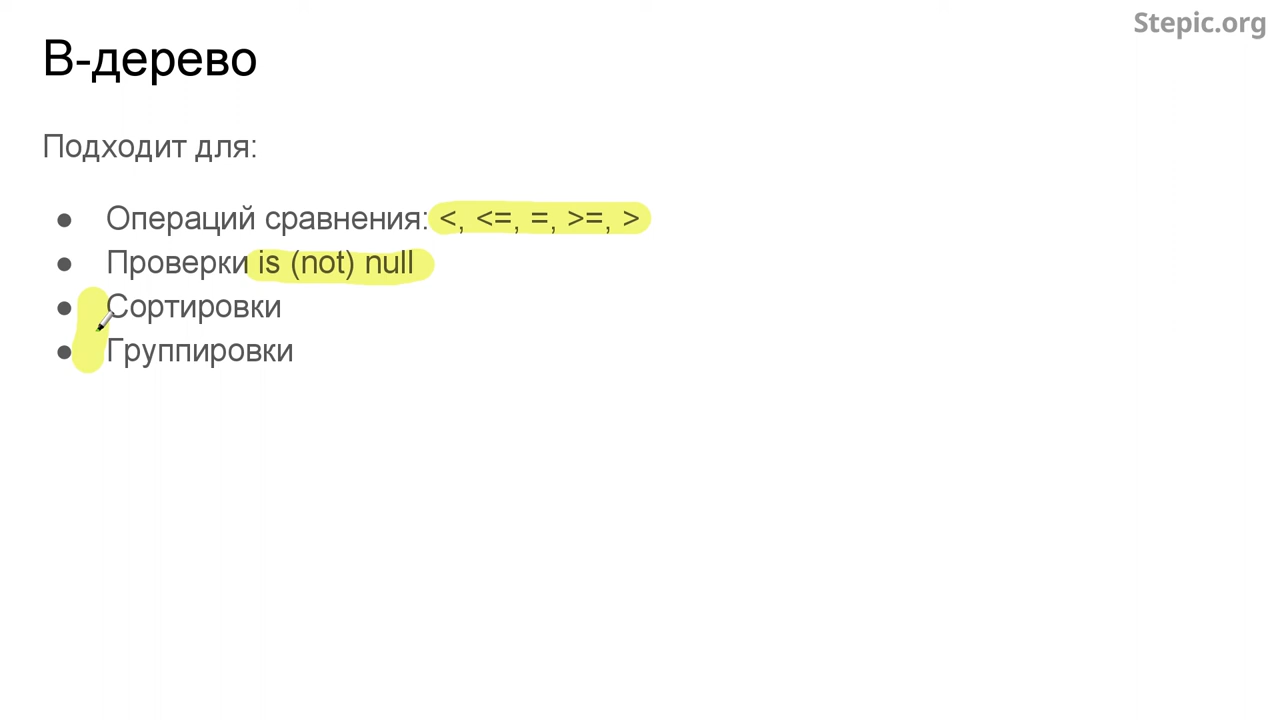 Stepic.org
В-дерево
Подходит для:
● Операций сравнения: <, <=, =, >=, >
● Проверки is (not) null
● Сортировки
● Группировки